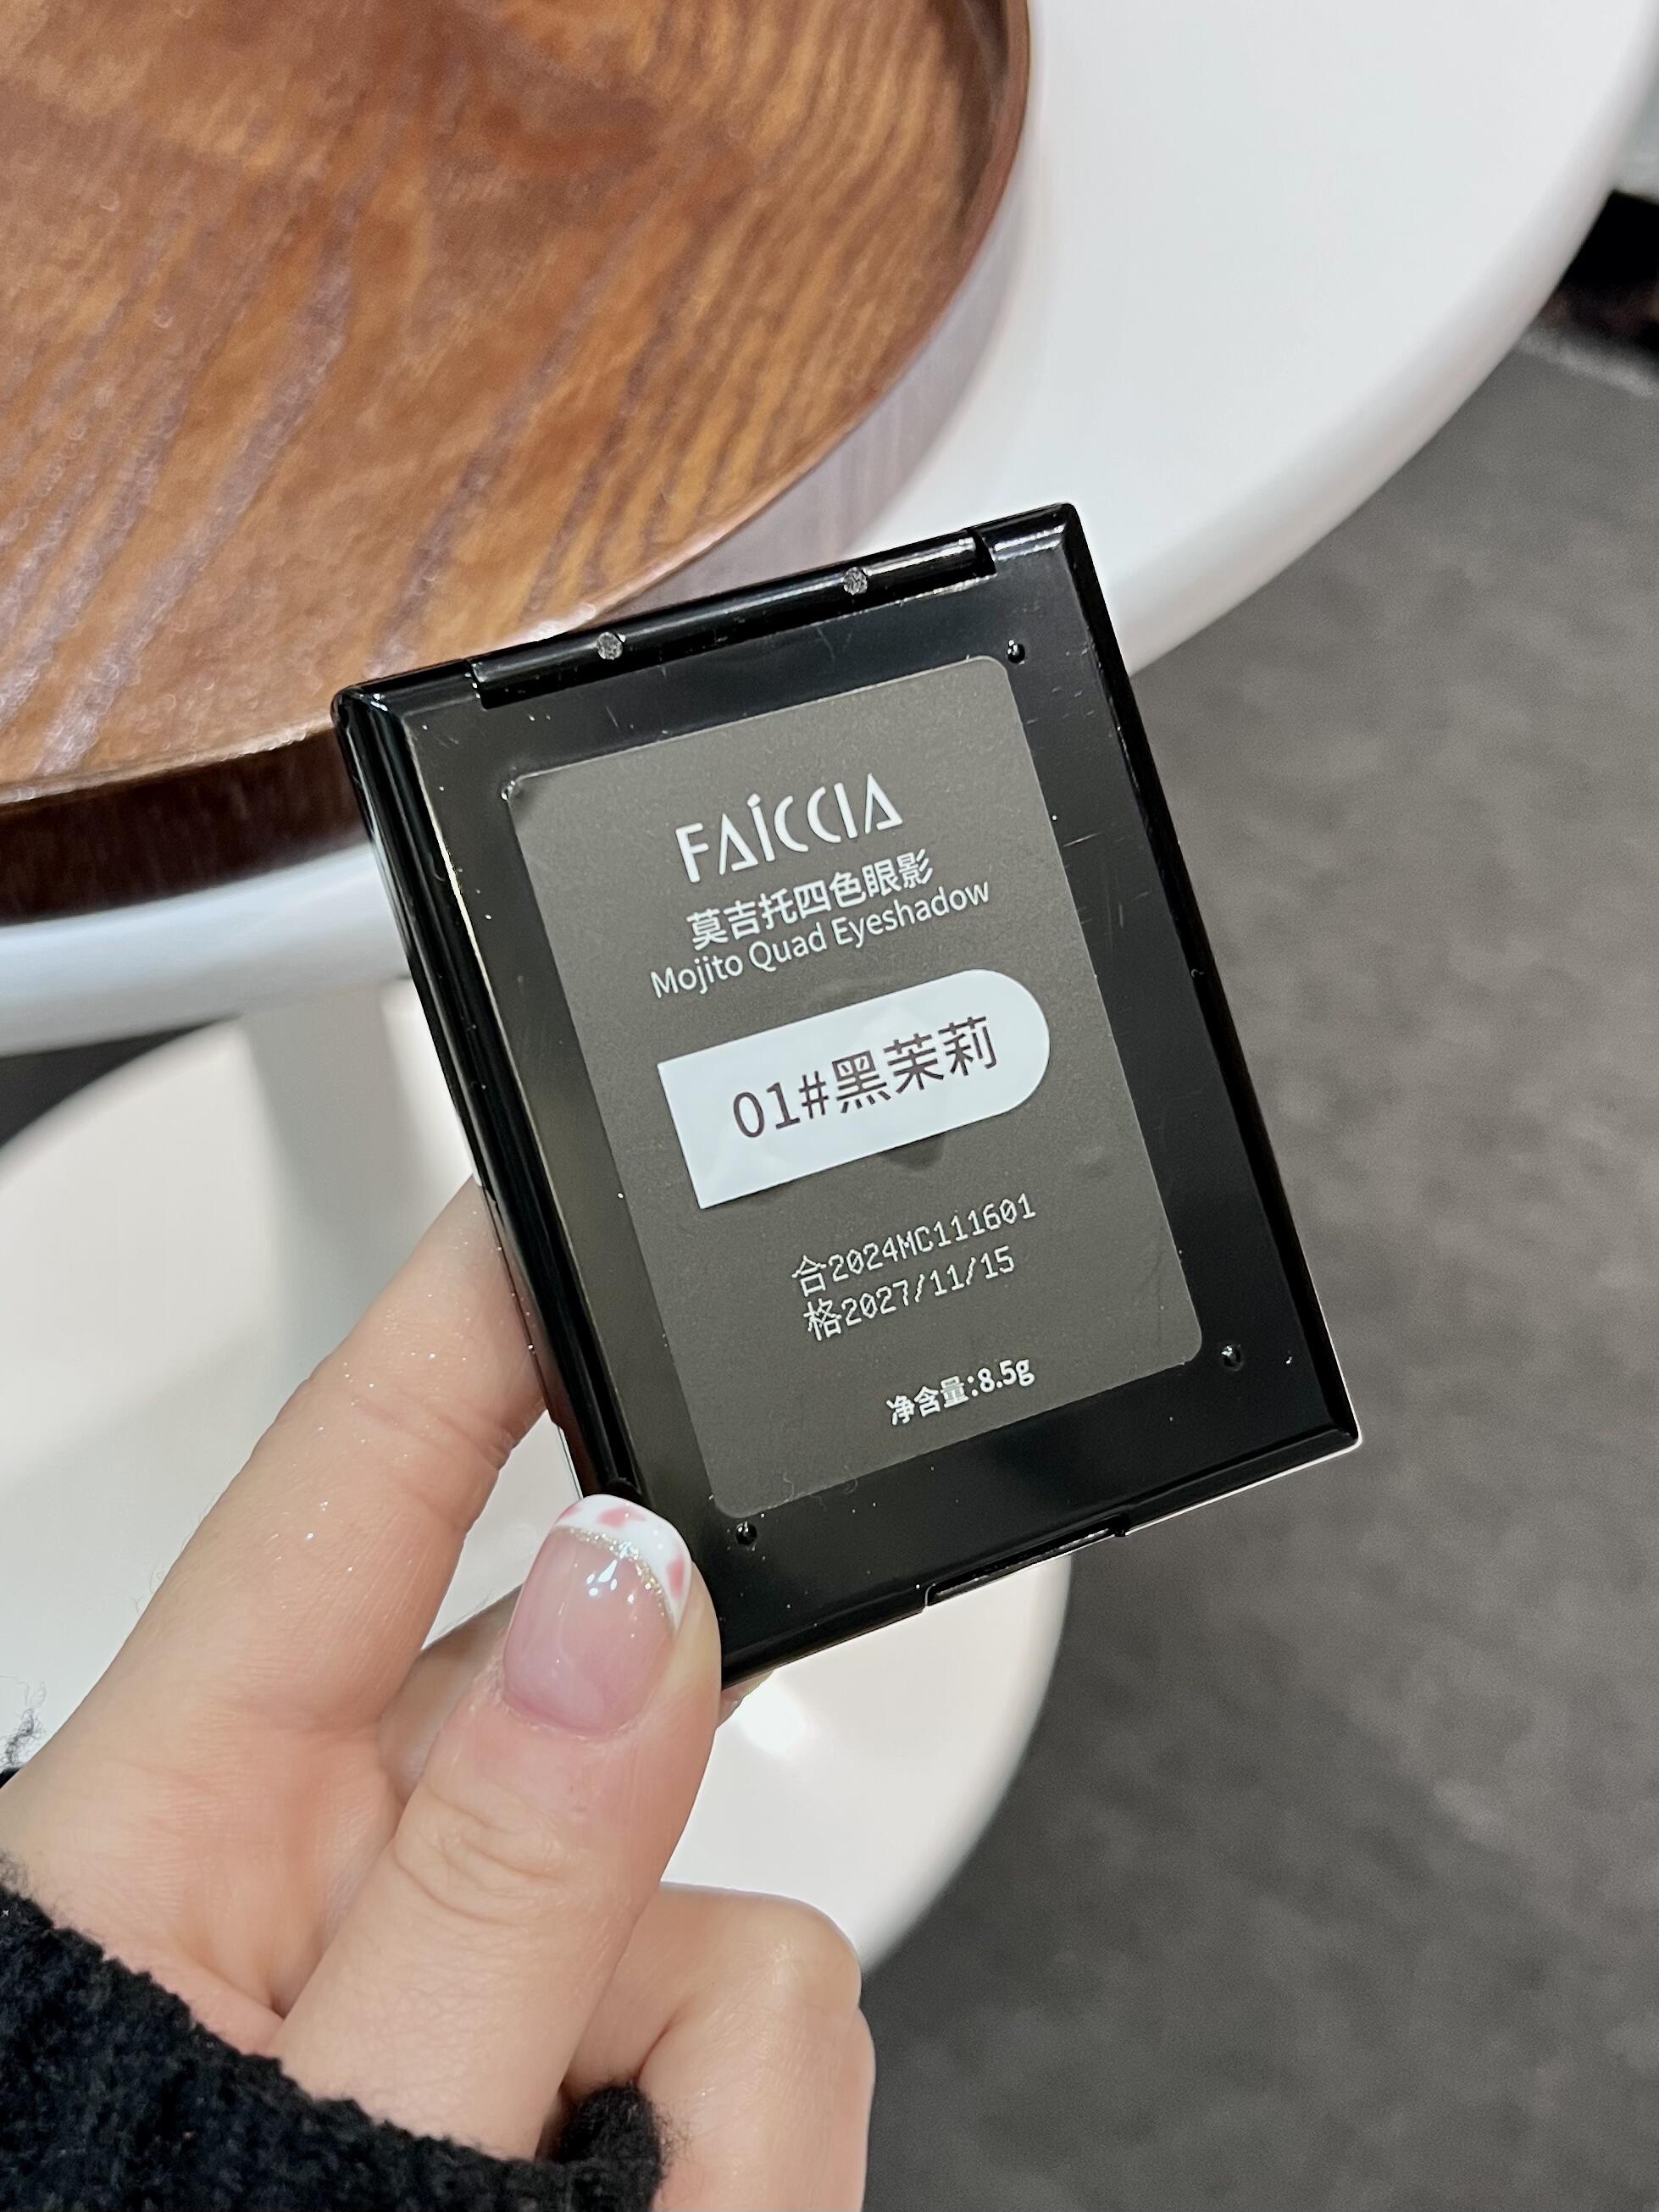 FAICCIA
莫吉托四色眼影
Mojito Quad Eyeshadow
01#黑茉莉
合2024MC111601
格2027/11/15
净含量:8.5g